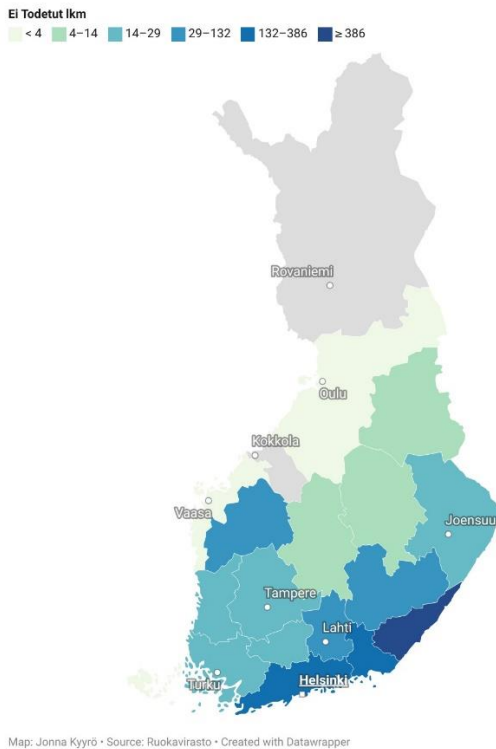 Ei Todetut lkm
< 4 4–14 14–29 29–132 132–386 ≥ 386
Rovaniemi
Oulu
Kokkola
Vaasa
Joensuu
Tampere
Lahti
Turku
Helsinki
Map: Jonna Kyyrö • Source: Ruokavirasto • Created with Datawrapper